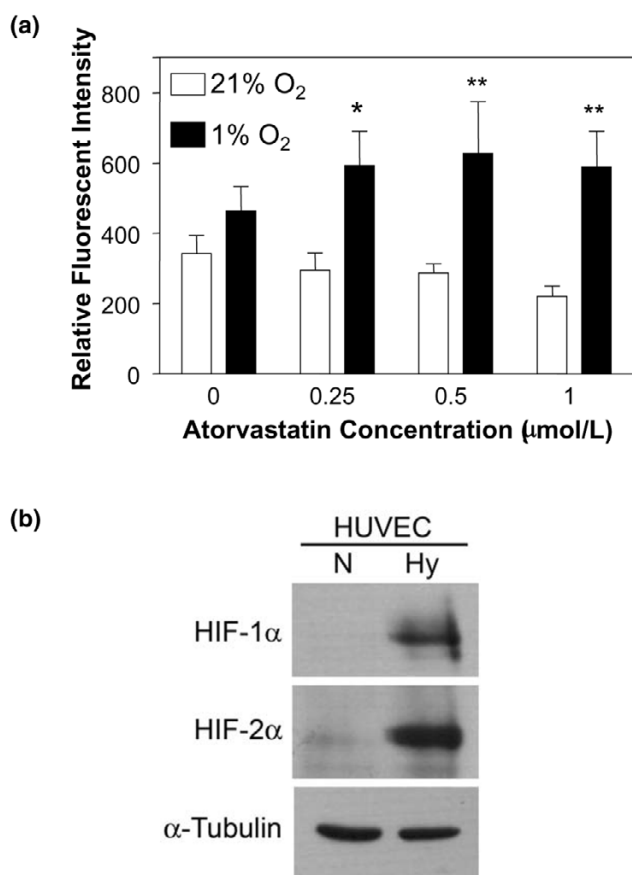 (a)
Relative Fluorescent Intensity
800
600
400
200
0
21% O₂
1% O₂
*
**
**
0 0.25 0.5 1
Atorvastatin Concentration (μmol/L)
(b)
HUVEC
N Hy
HIF-1α
HIF-2α
α-Tubulin